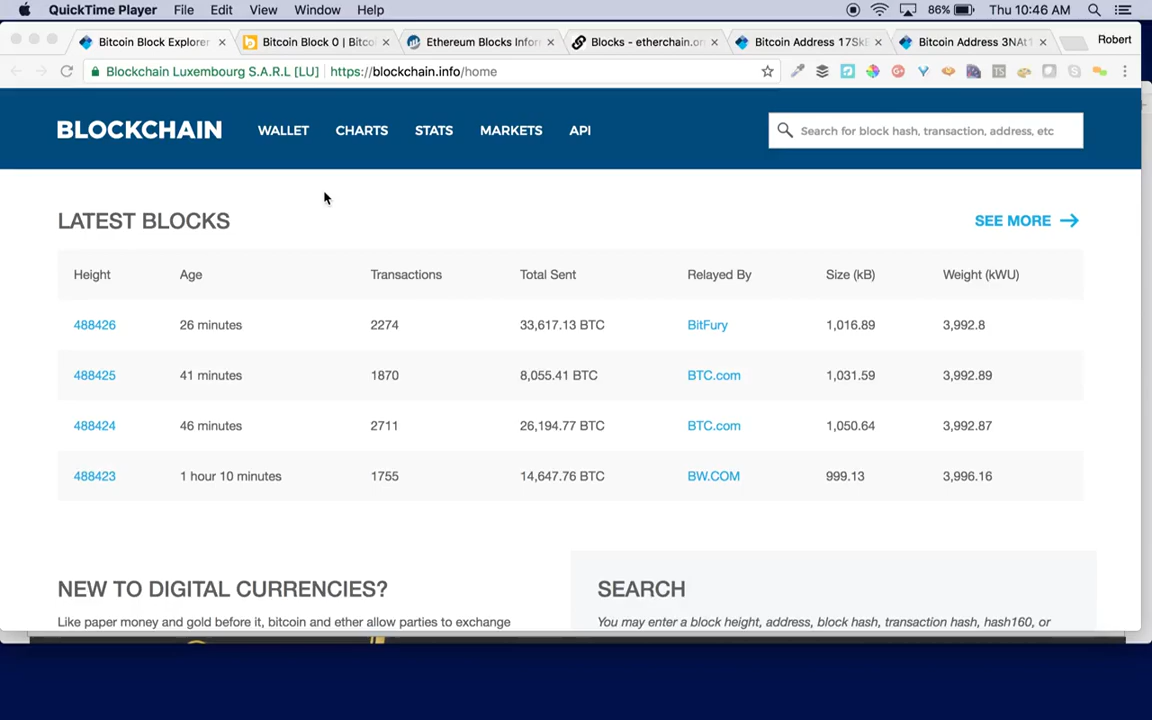 QuickTime Player File Edit View Window Help 86% Thu 10:46 AM
Bitcoin Block Explorer Bitcoin Block 0 | Bitco Ethereum Blocks Infor Blocks - etherchain.or Bitcoin Address 17Sk Bitcoin Address 3NAt1 Robert
Blockchain Luxembourg S.A.R.L [LU] https://blockchain.info/home
BLOCKCHAIN WALLET CHARTS STATS MARKETS API Search for block hash, transaction, address, etc
LATEST BLOCKS SEE MORE
Height Age Transactions Total Sent Relayed By Size (kB) Weight (kWU)
488426 26 minutes 2274 33,617.13 BTC BitFury 1,016.89 3,992.8
488425 41 minutes 1870 8,055.41 BTC BTC.com 1,031.59 3,992.89
488424 46 minutes 2711 26,194.77 BTC BTC.com 1,050.64 3,992.87
488423 1 hour 10 minutes 1755 14,647.76 BTC BW.COM 999.13 3,996.16
NEW TO DIGITAL CURRENCIES? SEARCH
Like paper money and gold before it, bitcoin and ether allow parties to exchange You may enter a block height, address, block hash, transaction hash, hash160, or